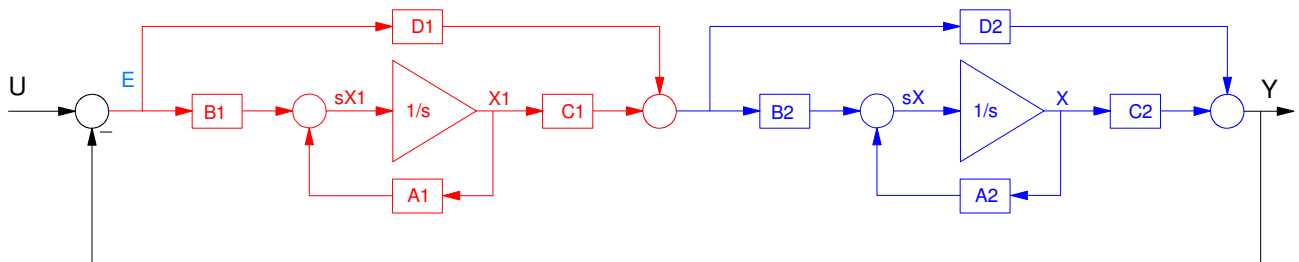 D1
D2
U
E
B1
sX1
1/s
X1
C1
B2
sX
1/s
X
C2
Y
–
A1
A2